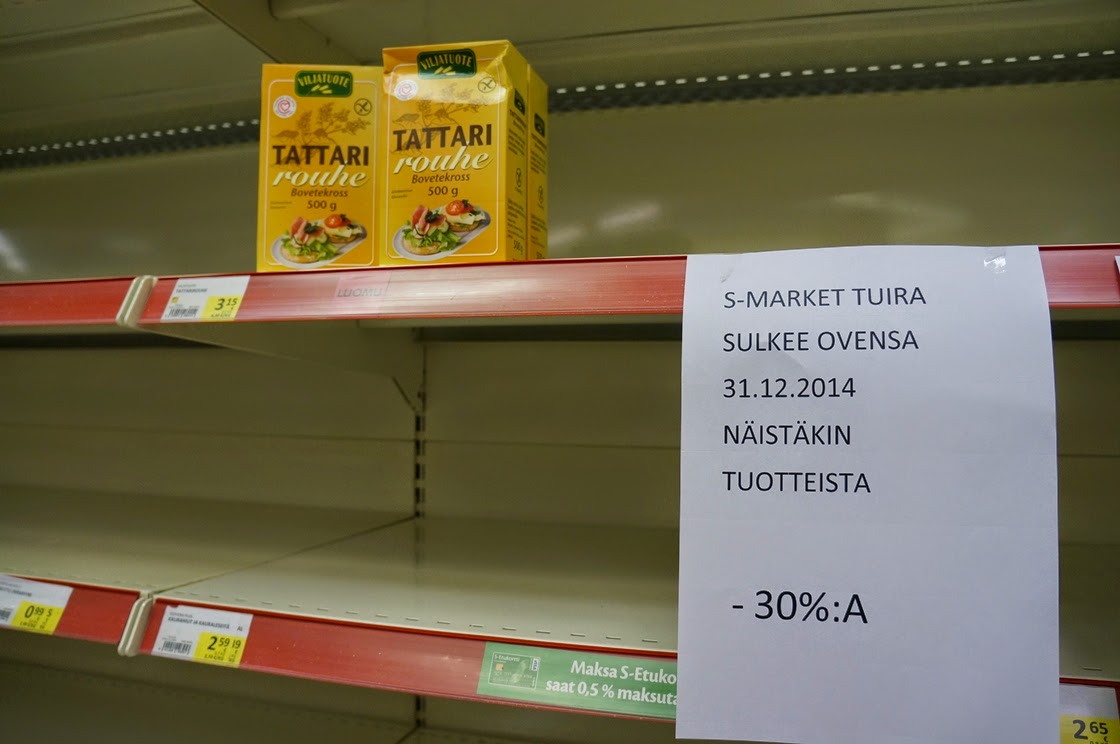 VILJATUOTE
TATTARI
rouhe
Bovetekross
500 g
VILJATUOTE
TATTARI
rouhe
Bovetekross
500 g
3 15
LUOMU
S-MARKET TUIRA
SULKEE OVENSA
31.12.2014
NÄISTÄKIN
TUOTTEISTA
- 30%:A
0 99
2 59
Maksa S-Etuko
saat 0,5 % maksuta
2 65